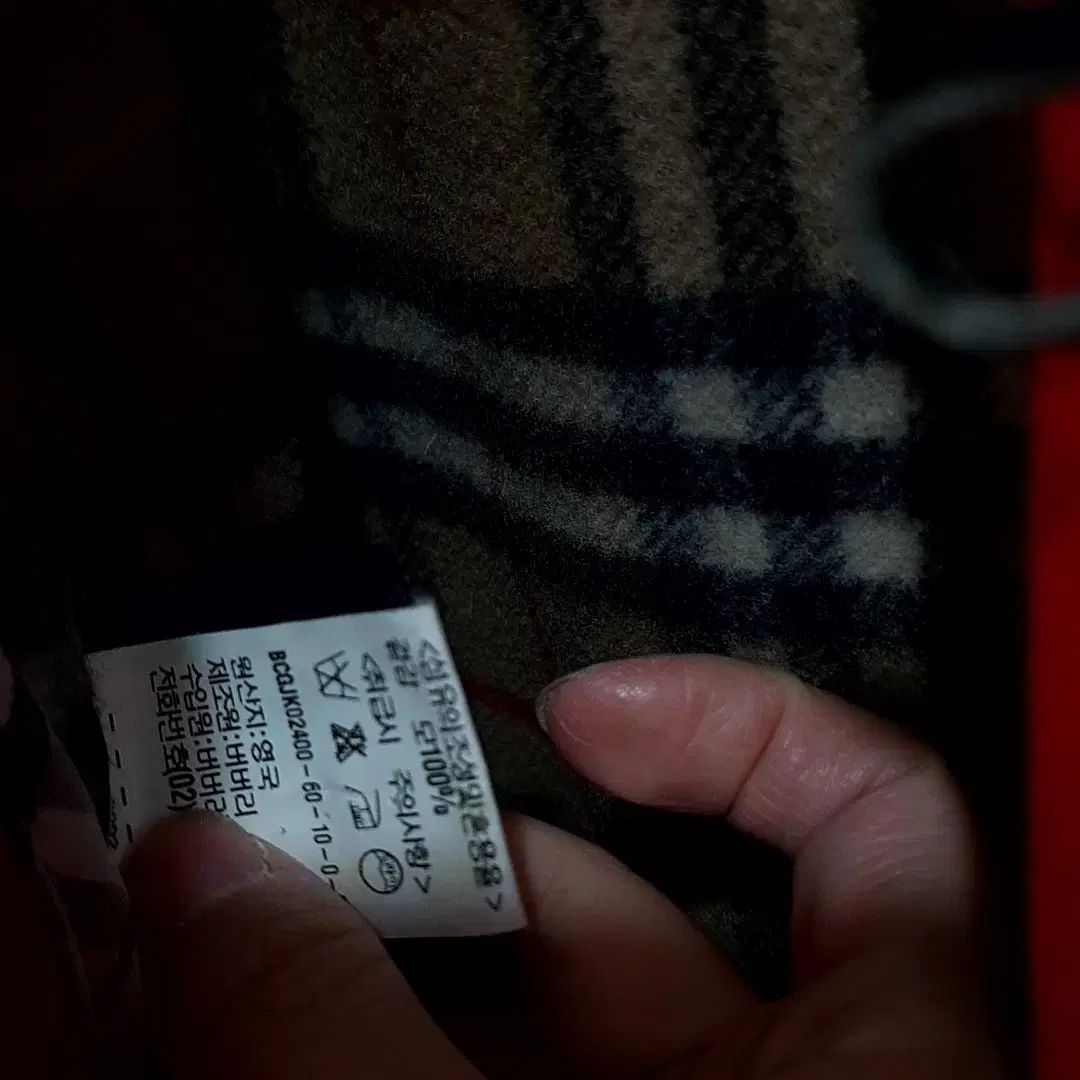 <섬유의조성및혼용율>
겉감 모100%
<취급시 주의사항>
BCQJK02400-60-10-0-
원산지:영국
제조원:버버리
수입원:버버리
전화번호(02)